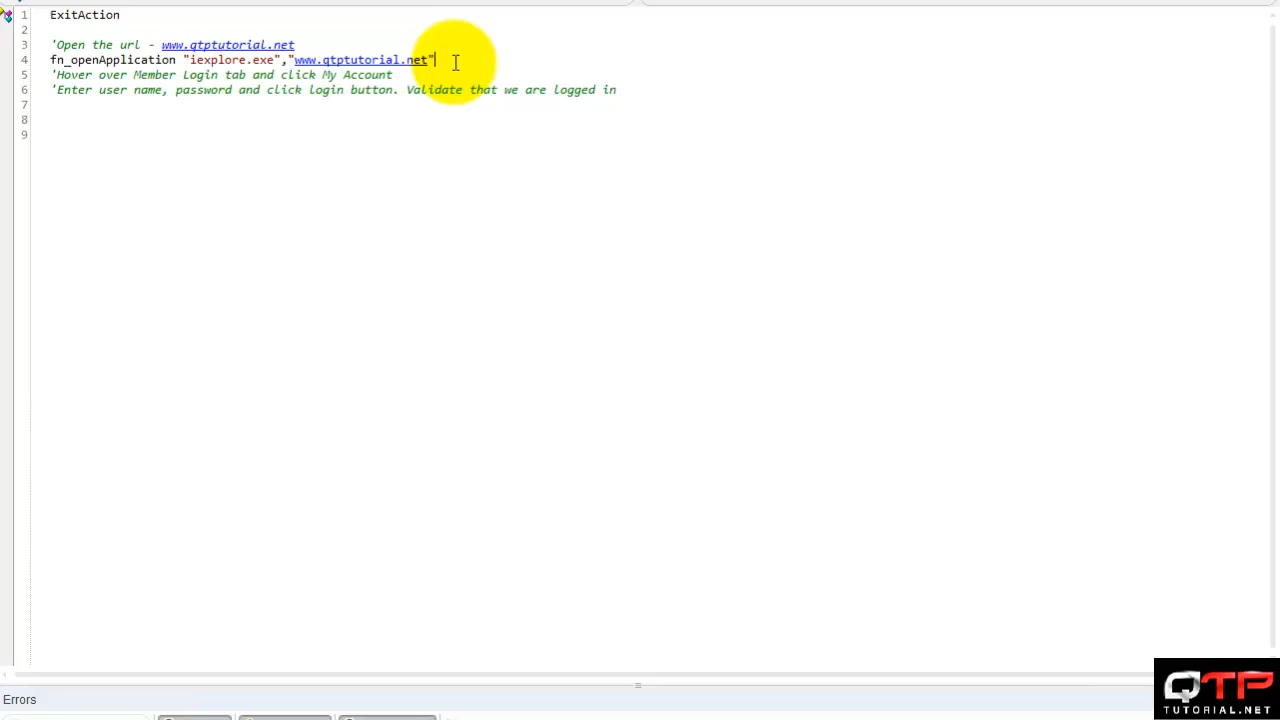 1 ExitAction
2
3 'Open the url - www.qtptutorial.net
4 fn_openApplication "iexplore.exe","www.qtptutorial.net"
5 'Hover over Member Login tab and click My Account
6 'Enter user name, password and click login button. Validate that we are logged in
7
8
9
Errors
QTP
TUTORIAL.NET